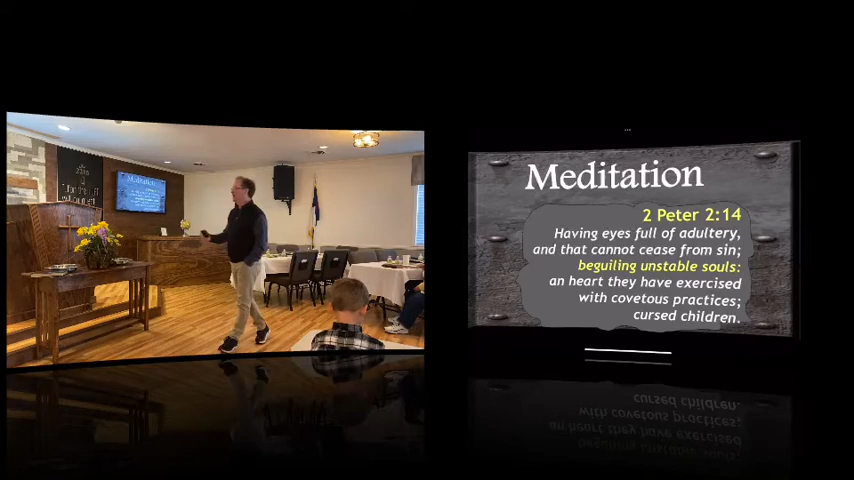 Meditation
Meditation
2 Peter 2:14
Having eyes full of adultery,
and that cannot cease from sin;
beguiling unstable souls:
an heart they have exercised
with covetous practices;
cursed children.